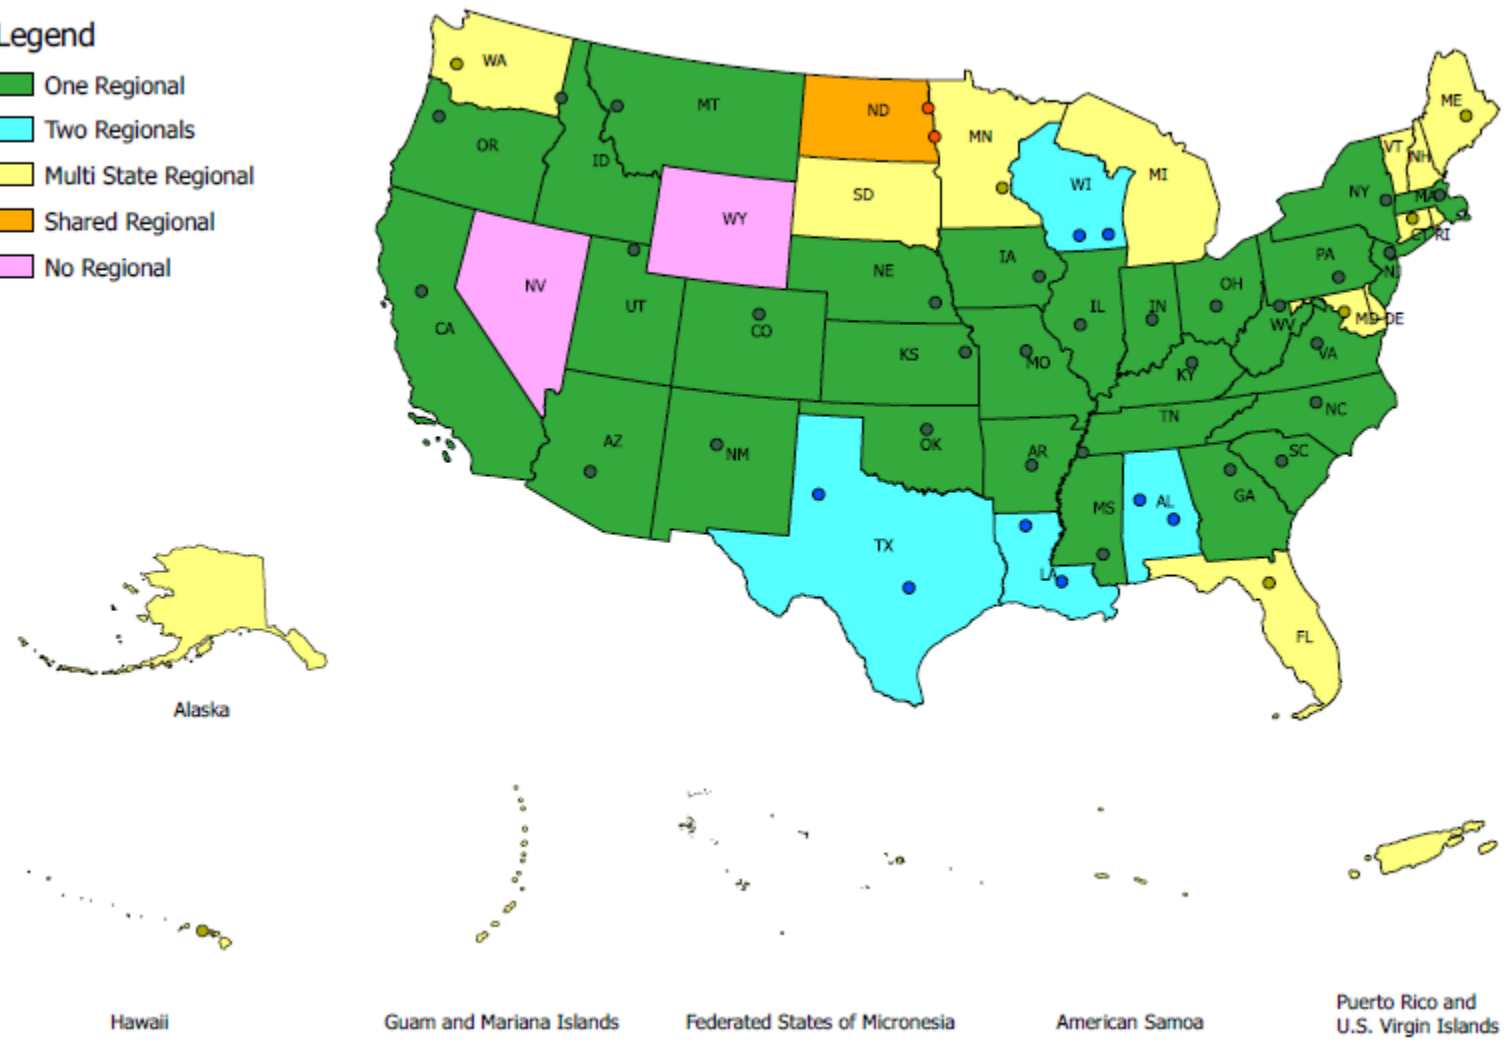 Legend
One Regional
Two Regionals
Multi State Regional
Shared Regional
No Regional
WA
MT
ND
MN
ME
OR
ID
SD
WI
MI
VT
NH
NY
MA
WY
CT
RI
NV
NE
IA
PA
NJ
UT
CO
IL
IN
OH
MD
DE
CA
KS
MO
WV
VA
KY
AZ
NM
OK
AR
TN
NC
SC
MS
AL
GA
TX
LA
FL
Alaska
Hawaii
Guam and Mariana Islands
Federated States of Micronesia
American Samoa
Puerto Rico and
U.S. Virgin Islands